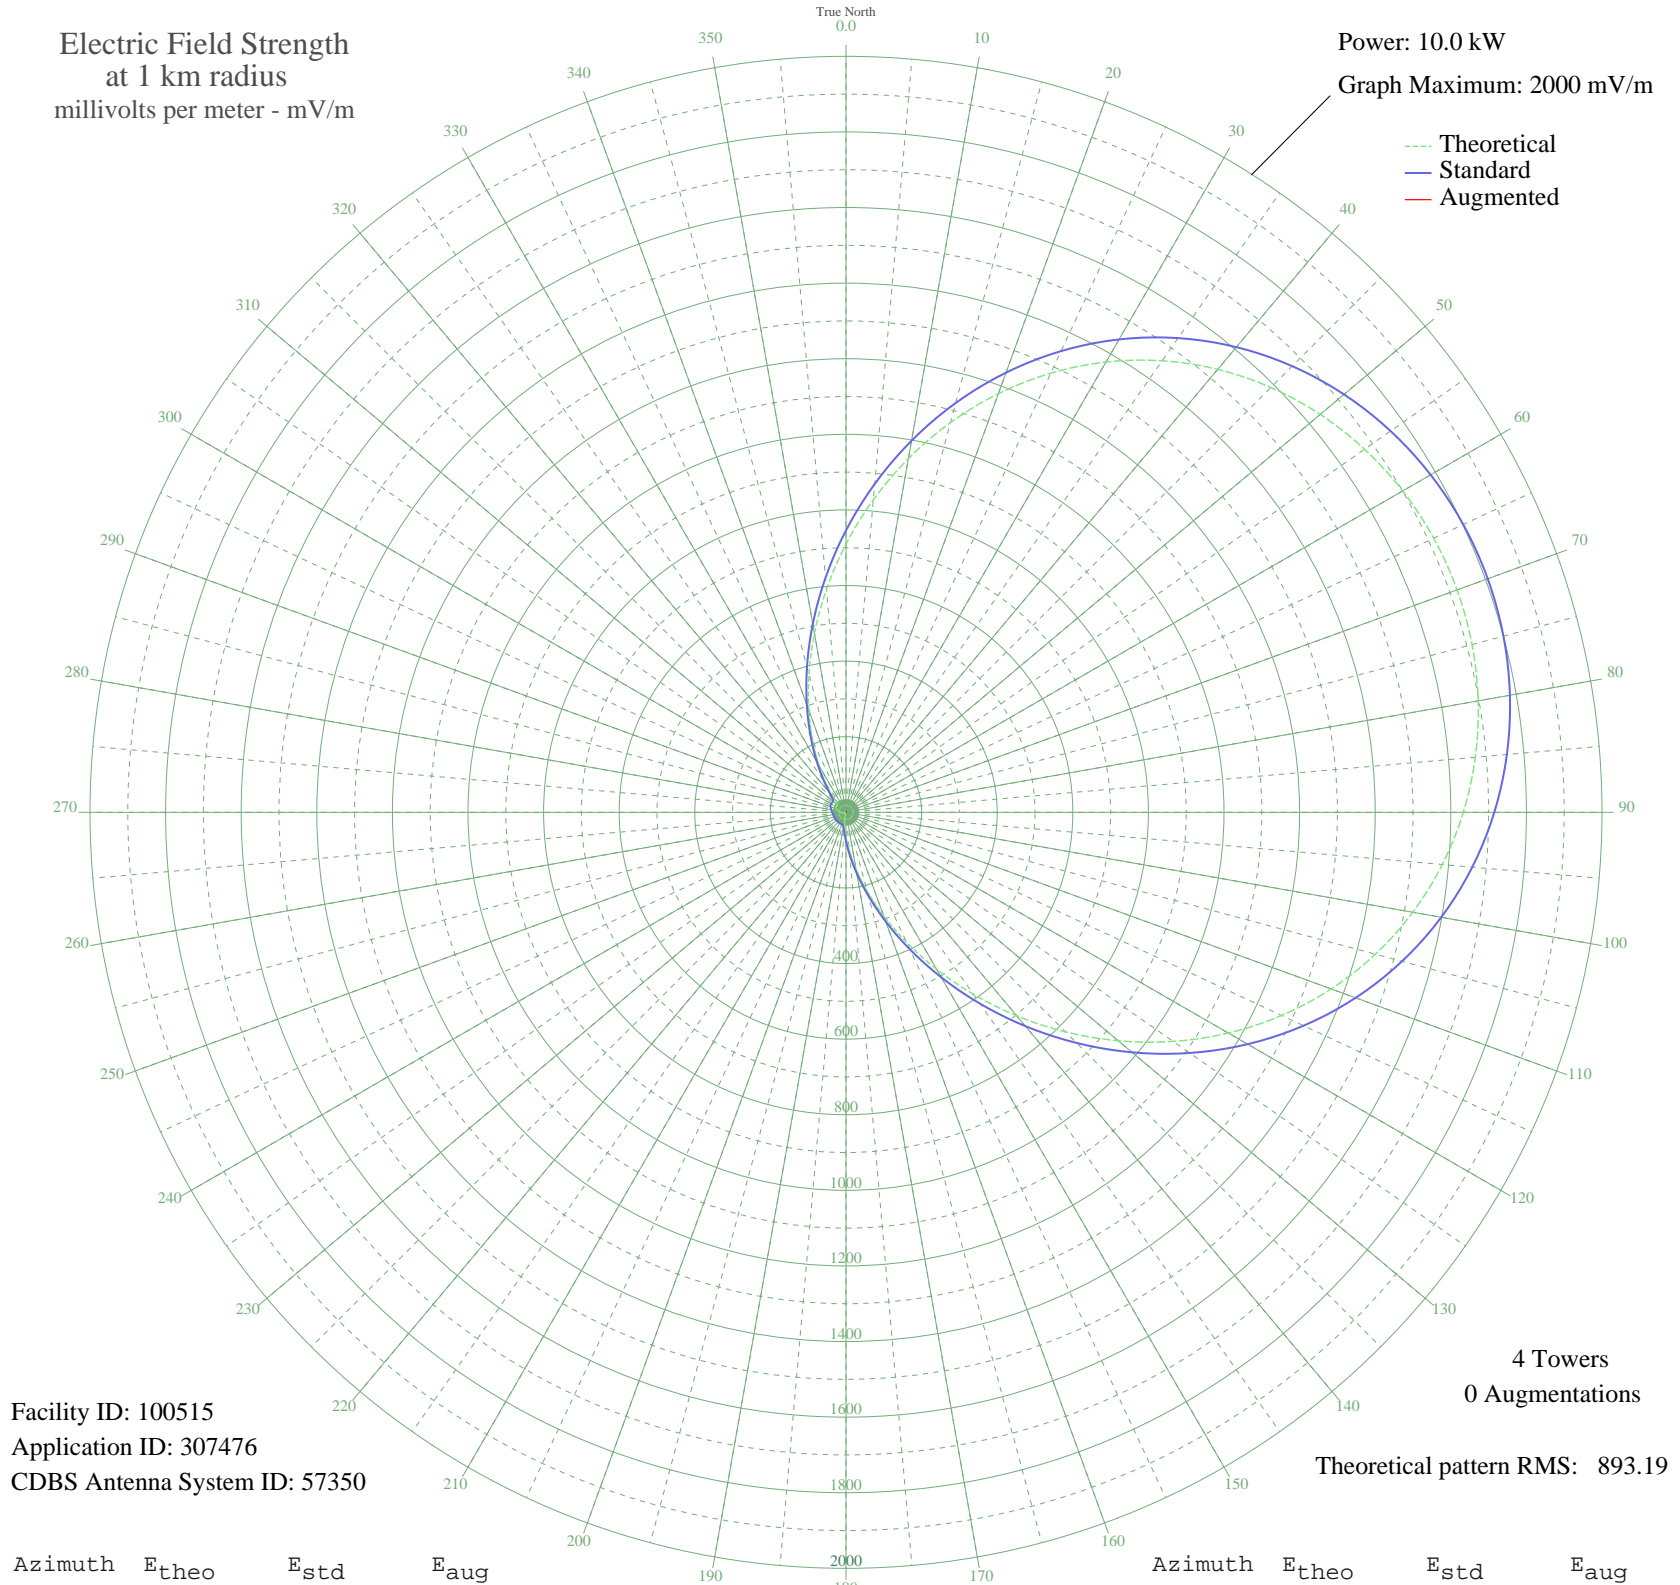 True North
0.0
Electric Field Strength
at 1 km radius
millivolts per meter - mV/m
Power: 10.0 kW
Graph Maximum: 2000 mV/m
Theoretical
Standard
Augmented
10
20
30
40
50
60
70
80
90
100
110
120
130
140
150
160
170
180
190
200
210
220
230
240
250
260
270
280
290
300
310
320
330
340
350
400
600
800
1000
1200
1400
1600
1800
2000
4 Towers
0 Augmentations
Facility ID: 100515
Application ID: 307476
CDBS Antenna System ID: 57350
Theoretical pattern RMS: 893.19
Azimuth Etheo Estd Eaug Azimuth Etheo Estd Eaug